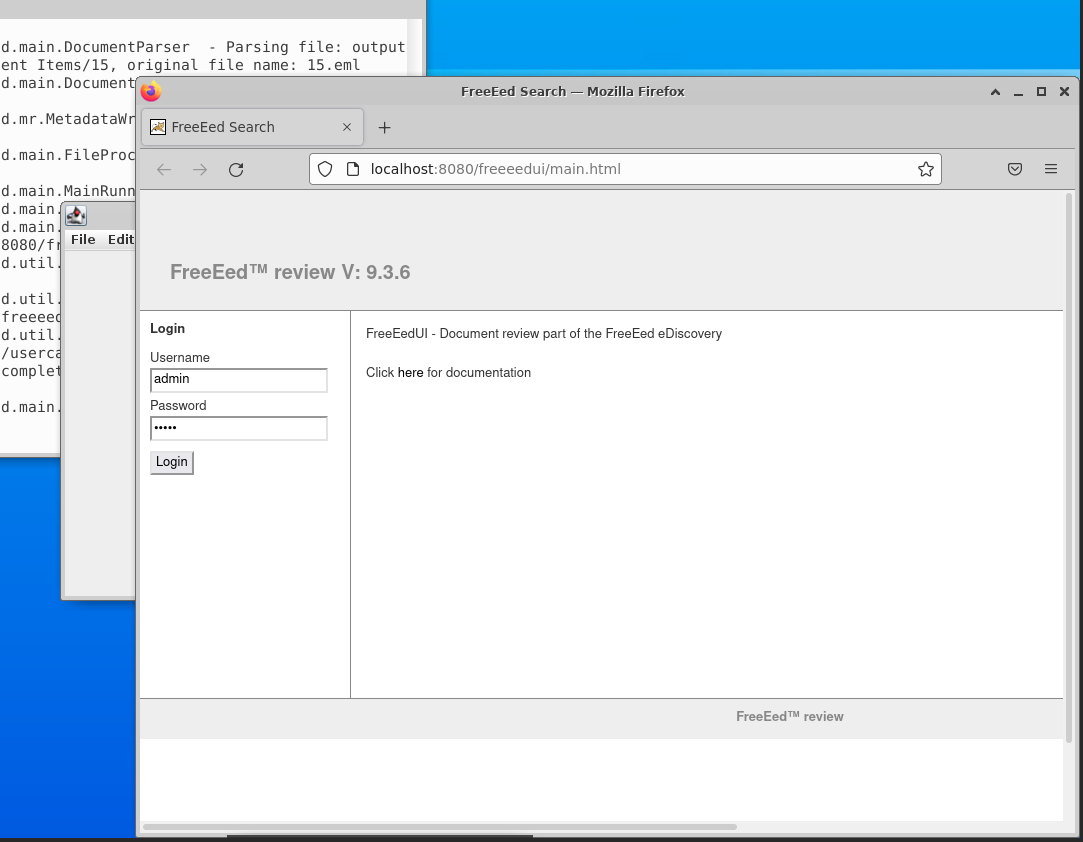 d.main.DocumentParser  - Parsing file: output
ent Items/15, original file name: 15.eml
d.main.Document
d.mr.MetadataWr
d.main.FileProc
d.main.MainRunn
d.main.
d.main.
8080/fr
d.util.
d.util.
freeeed
d.util.
/userca
complet
d.main.
File Edit
FreeEed Search — Mozilla Firefox
FreeEed Search
localhost:8080/freeeedui/main.html
FreeEed™ review V: 9.3.6
Login
Username
admin
Password
•••••
Login
FreeEedUI - Document review part of the FreeEed eDiscovery
Click here for documentation
FreeEed™ review